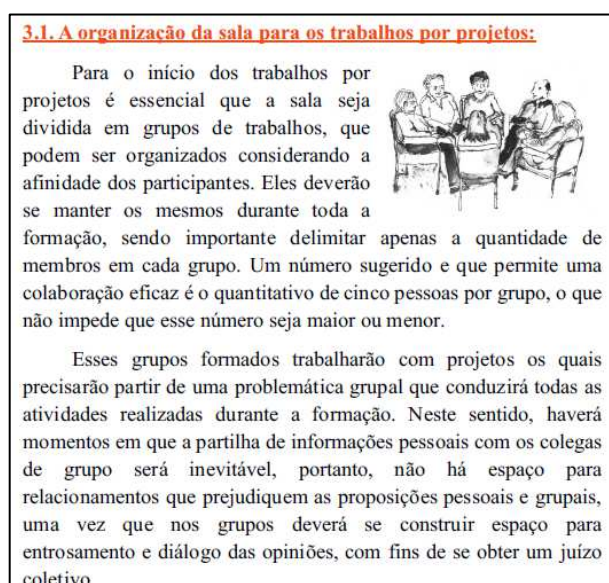 3.1. A organização da sala para os trabalhos por projetos:
Para o início dos trabalhos por
projetos é essencial que a sala seja
dividida em grupos de trabalhos, que
podem ser organizados considerando a
afinidade dos participantes. Eles deverão
se manter os mesmos durante toda a
formação, sendo importante delimitar apenas a quantidade de
membros em cada grupo. Um número sugerido e que permite uma
colaboração eficaz é o quantitativo de cinco pessoas por grupo, o que
não impede que esse número seja maior ou menor.
Esses grupos formados trabalharão com projetos os quais
precisarão partir de uma problemática grupal que conduzirá todas as
atividades realizadas durante a formação. Neste sentido, haverá
momentos em que a partilha de informações pessoais com os colegas
de grupo será inevitável, portanto, não há espaço para
relacionamentos que prejudiquem as proposições pessoais e grupais,
uma vez que nos grupos deverá se construir espaço para
entrosamento e diálogo das opiniões, com fins de se obter um juízo
coletivo